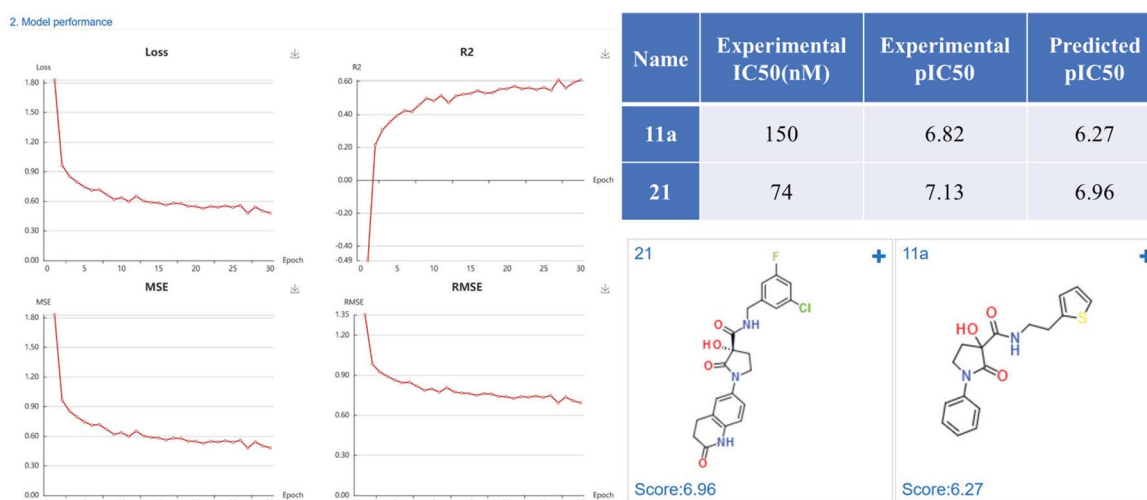 2. Model performance
Loss
Loss
1.80
1.50
1.20
0.90
0.60
0.30
0.00
0 5 10 15 20 25 30
Epoch
R2
R2
0.60
0.40
0.20
0.00
Epoch
-0.20
-0.40
-0.49
0 5 10 15 20 25 30
MSE
MSE
1.80
1.50
1.20
0.90
0.60
0.30
0.00
Epoch
RMSE
RMSE
1.35
1.20
0.90
0.60
0.30
0.00
Epoch
Name Experimental IC50(nM) Experimental pIC50 Predicted pIC50
11a 150 6.82 6.27
21 74 7.13 6.96
21
F
Cl
O
NH
HO
O
N
NH
O
Score:6.96
11a
S
HO
O
N
H
O
N
Score:6.27